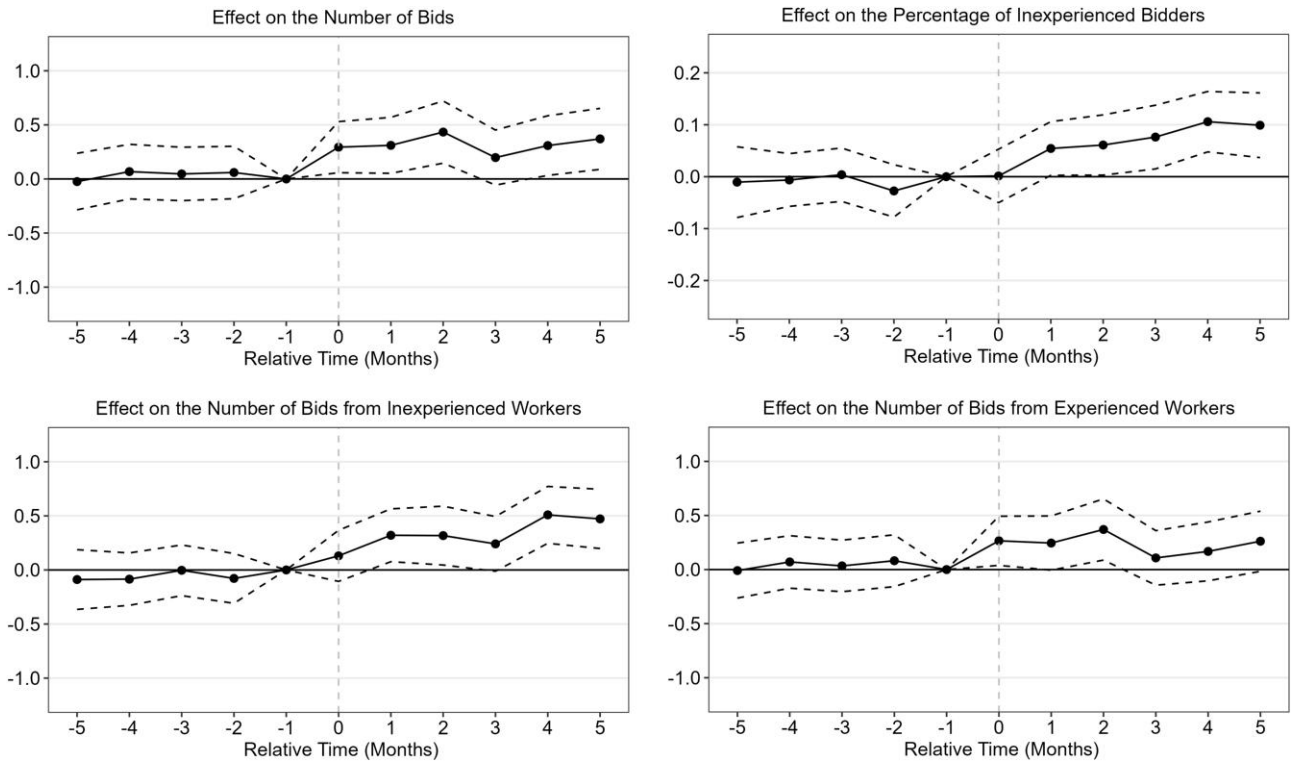 Effect on the Number of Bids
1.0
0.5
0.0
-0.5
-1.0
-5 -4 -3 -2 -1 0 1 2 3 4 5
Relative Time (Months)
Effect on the Percentage of Inexperienced Bidders
0.2
0.1
0.0
-0.1
-0.2
-5 -4 -3 -2 -1 0 1 2 3 4 5
Relative Time (Months)
Effect on the Number of Bids from Inexperienced Workers
1.0
0.5
0.0
-0.5
-1.0
-5 -4 -3 -2 -1 0 1 2 3 4 5
Relative Time (Months)
Effect on the Number of Bids from Experienced Workers
1.0
0.5
0.0
-0.5
-1.0
-5 -4 -3 -2 -1 0 1 2 3 4 5
Relative Time (Months)